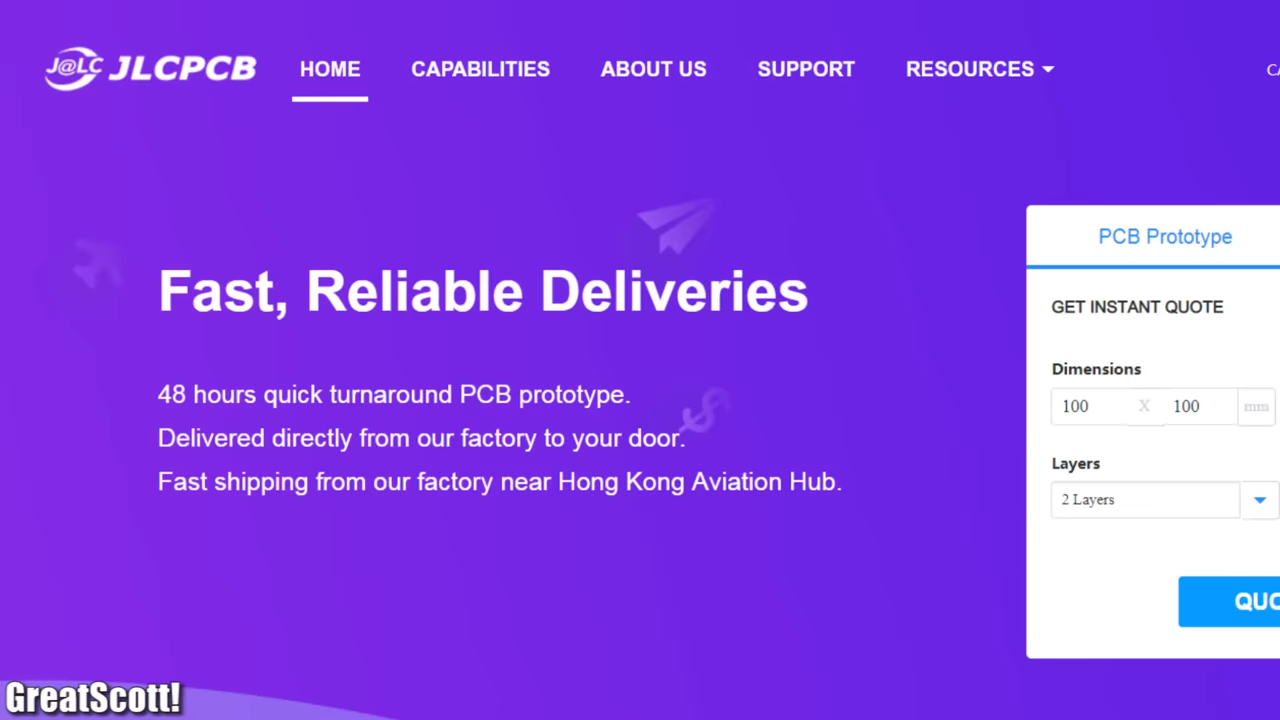 J@LC JLCPCB HOME CAPABILITIES ABOUT US SUPPORT RESOURCES
PCB Prototype
Fast, Reliable Deliveries
GET INSTANT QUOTE
48 hours quick turnaround PCB prototype.
Delivered directly from our factory to your door.
Fast shipping from our factory near Hong Kong Aviation Hub.
Dimensions
100 X 100 mm
Layers
2 Layers
GreatScott!